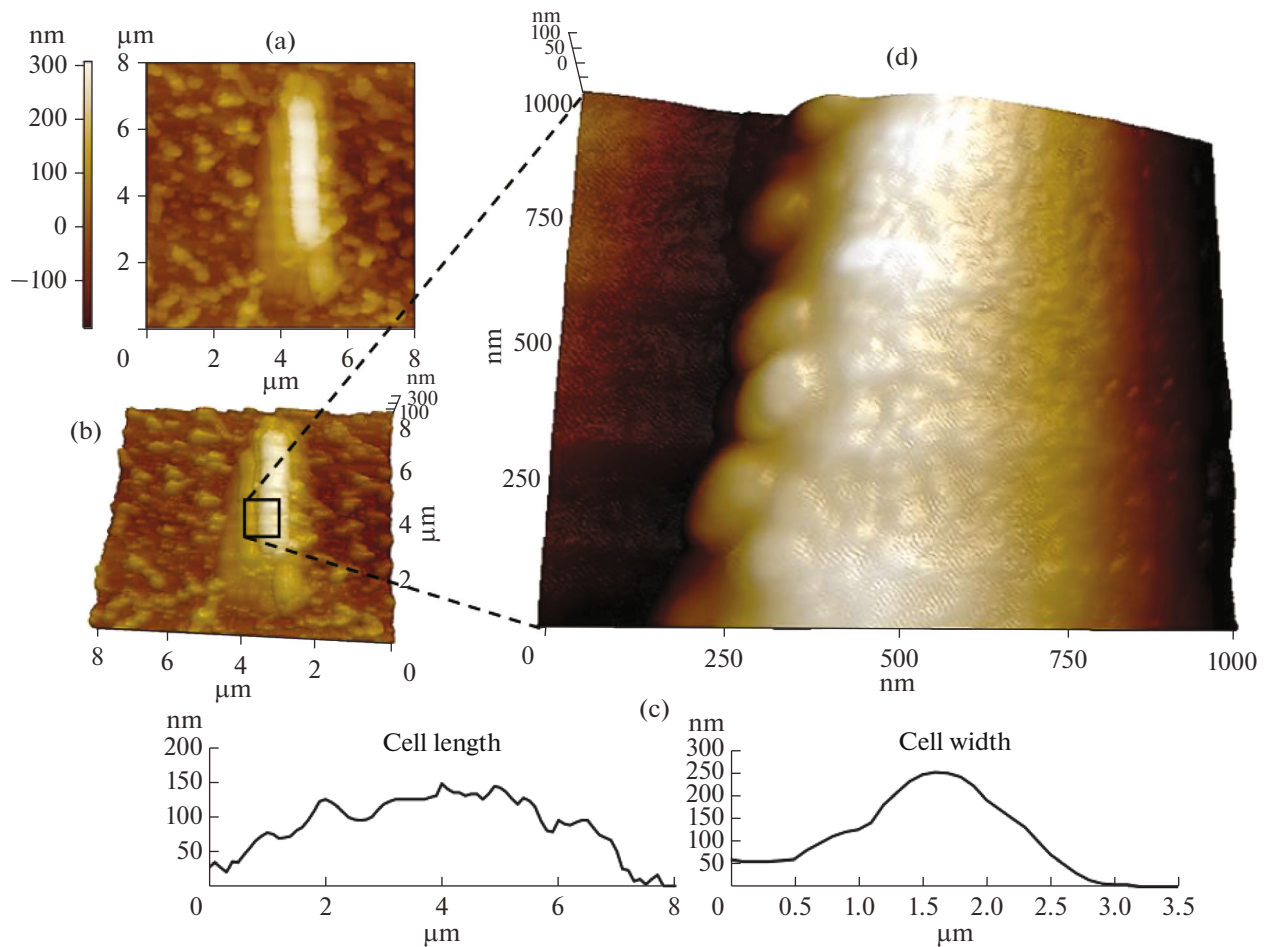 nm
300
200
100
0
−100
μm
(a)
8
6
4
2
0 2 4 6 8
μm
(b)
nm
300
100
8
6
4
2
0
μm
8 6 4 2
μm
(d)
nm
100
50
0
1000
750
500
250
0
nm
250 500 750 1000
nm
(c)
nm
Cell length
200
150
100
50
0 2 4 6 8
μm
nm
Cell width
300
250
200
150
100
50
0 0.5 1.0 1.5 2.0 2.5 3.0 3.5
μm